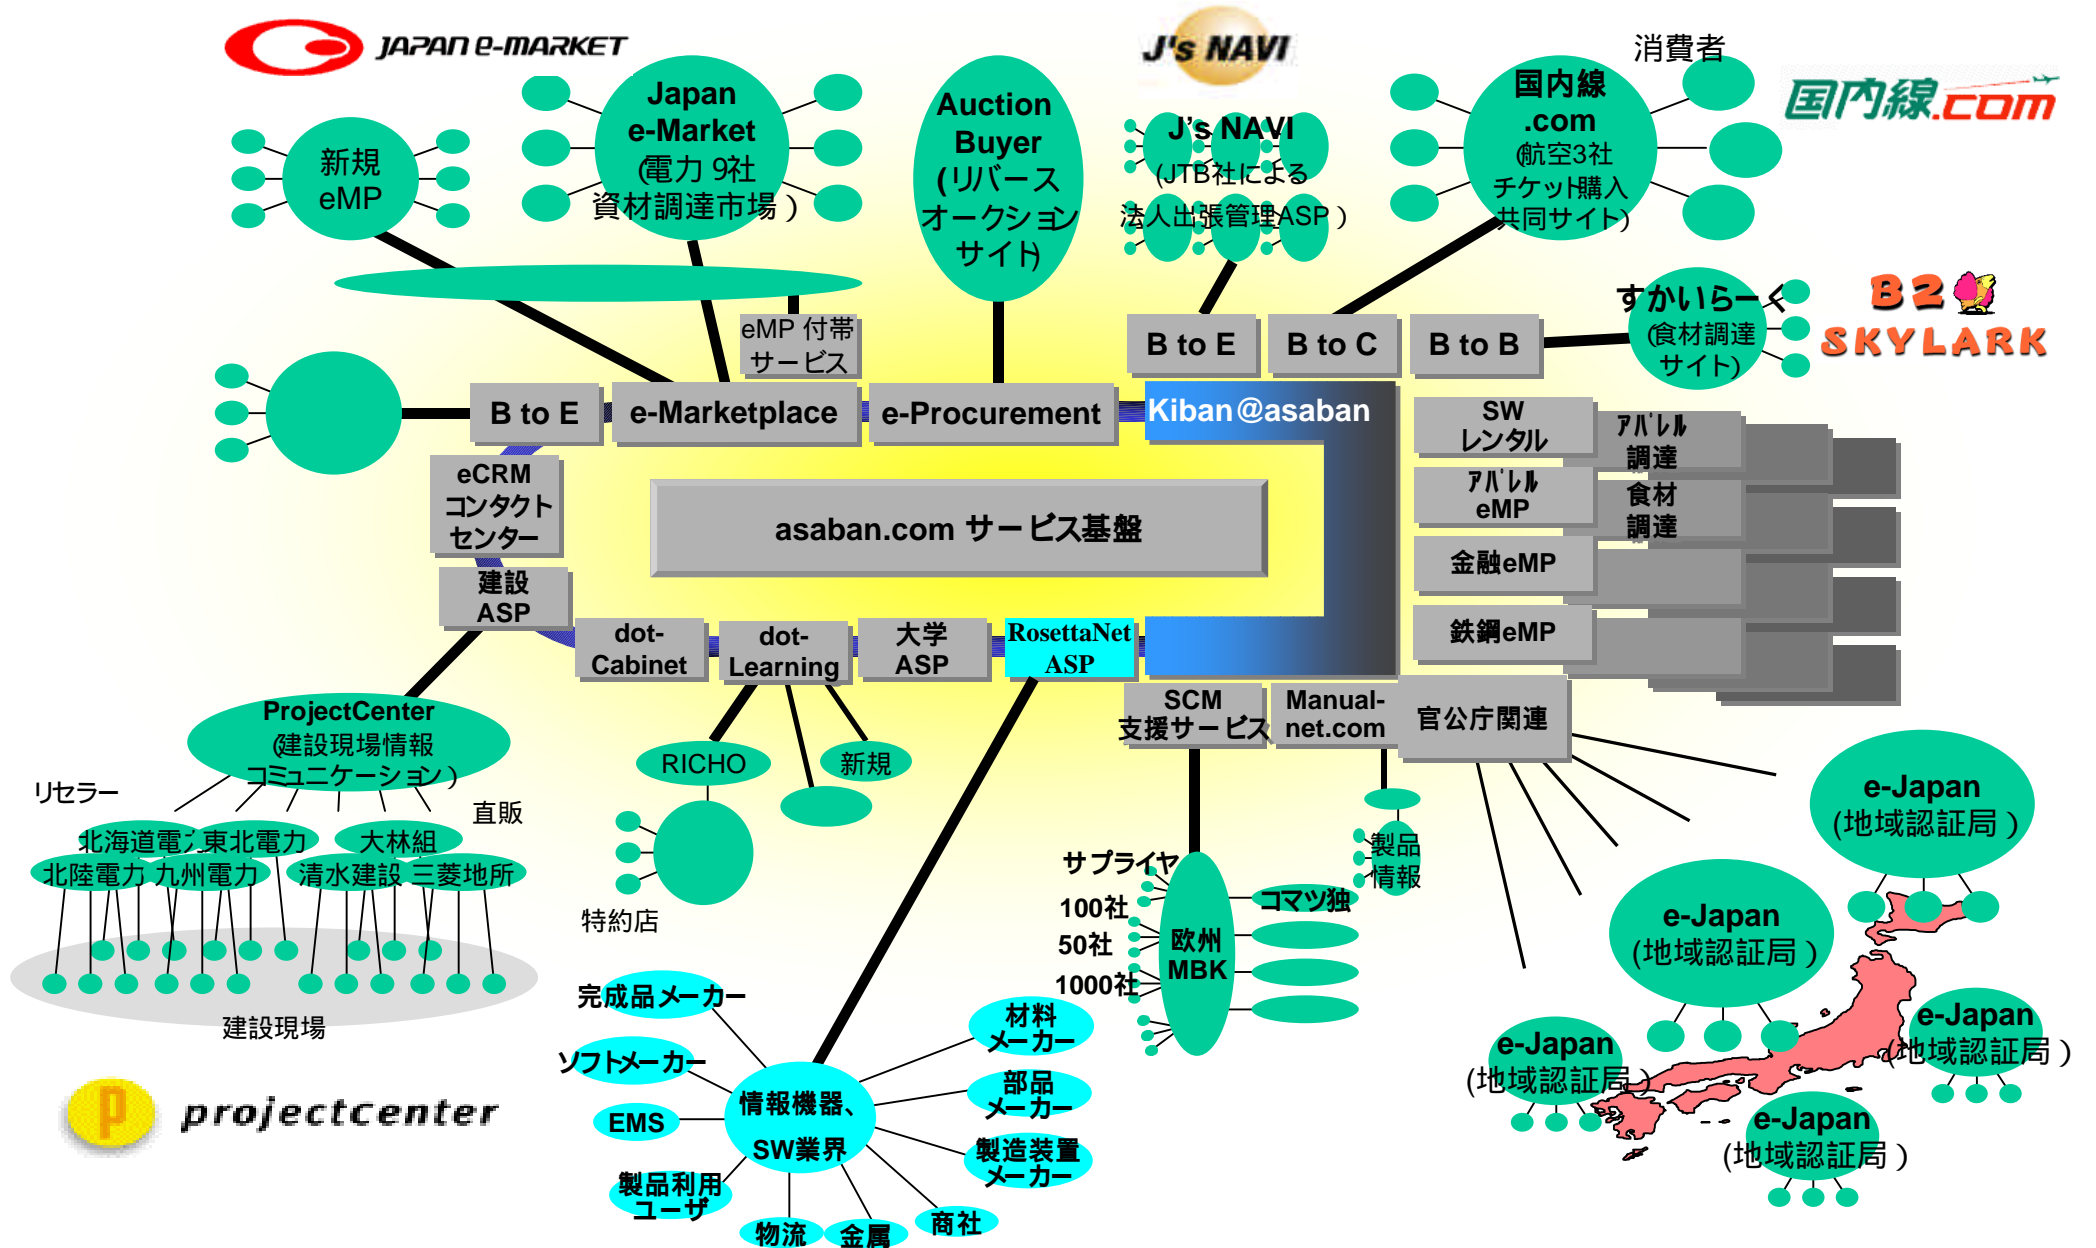 JAPAN e-MARKET
J's NAVI
消費者
国内線.com
新規
eMP
Japan
e-Market
(電力 9社
資材調達市場)
Auction
Buyer
(リバース
オークション
サイト)
J's NAVI
(JTB社による
法人出張管理ASP)
国内線
.com
(航空3社
チケット購入
共同サイト)
すかいらーく
(食材調達
サイト)
B2
SKYLARK
eMP 付帯
サービス
B to E
B to C
B to B
B to E
e-Marketplace
e-Procurement
Kiban@asaban
SW
レンタル
ｱﾊﾟﾚﾙ
調達
ｱﾊﾟﾚﾙ
eMP
食材
調達
金融eMP
鉄鋼eMP
eCRM
コンタクト
センター
asaban.com サービス基盤
建設
ASP
dot-
Cabinet
dot-
Learning
大学
ASP
RosettaNet
ASP
SCM
支援サービス
Manual-
net.com
官公庁関連
ProjectCenter
(建設現場情報
コミュニケーション)
リセラー
直販
北海道電力
東北電力
大林組
北陸電力
九州電力
清水建設
三菱地所
建設現場
projectcenter
RICHO
新規
特約店
サプライヤ
100社
50社
1000社
欧州
MBK
コマツ独
製品
情報
完成品メーカー
ソフトメーカー
EMS
製品利用
ユーザ
物流
金属
商社
情報機器、
SW業界
材料
メーカー
部品
メーカー
製造装置
メーカー
e-Japan
(地域認証局)
e-Japan
(地域認証局)
e-Japan
(地域認証局)
e-Japan
(地域認証局)
e-Japan
(地域認証局)